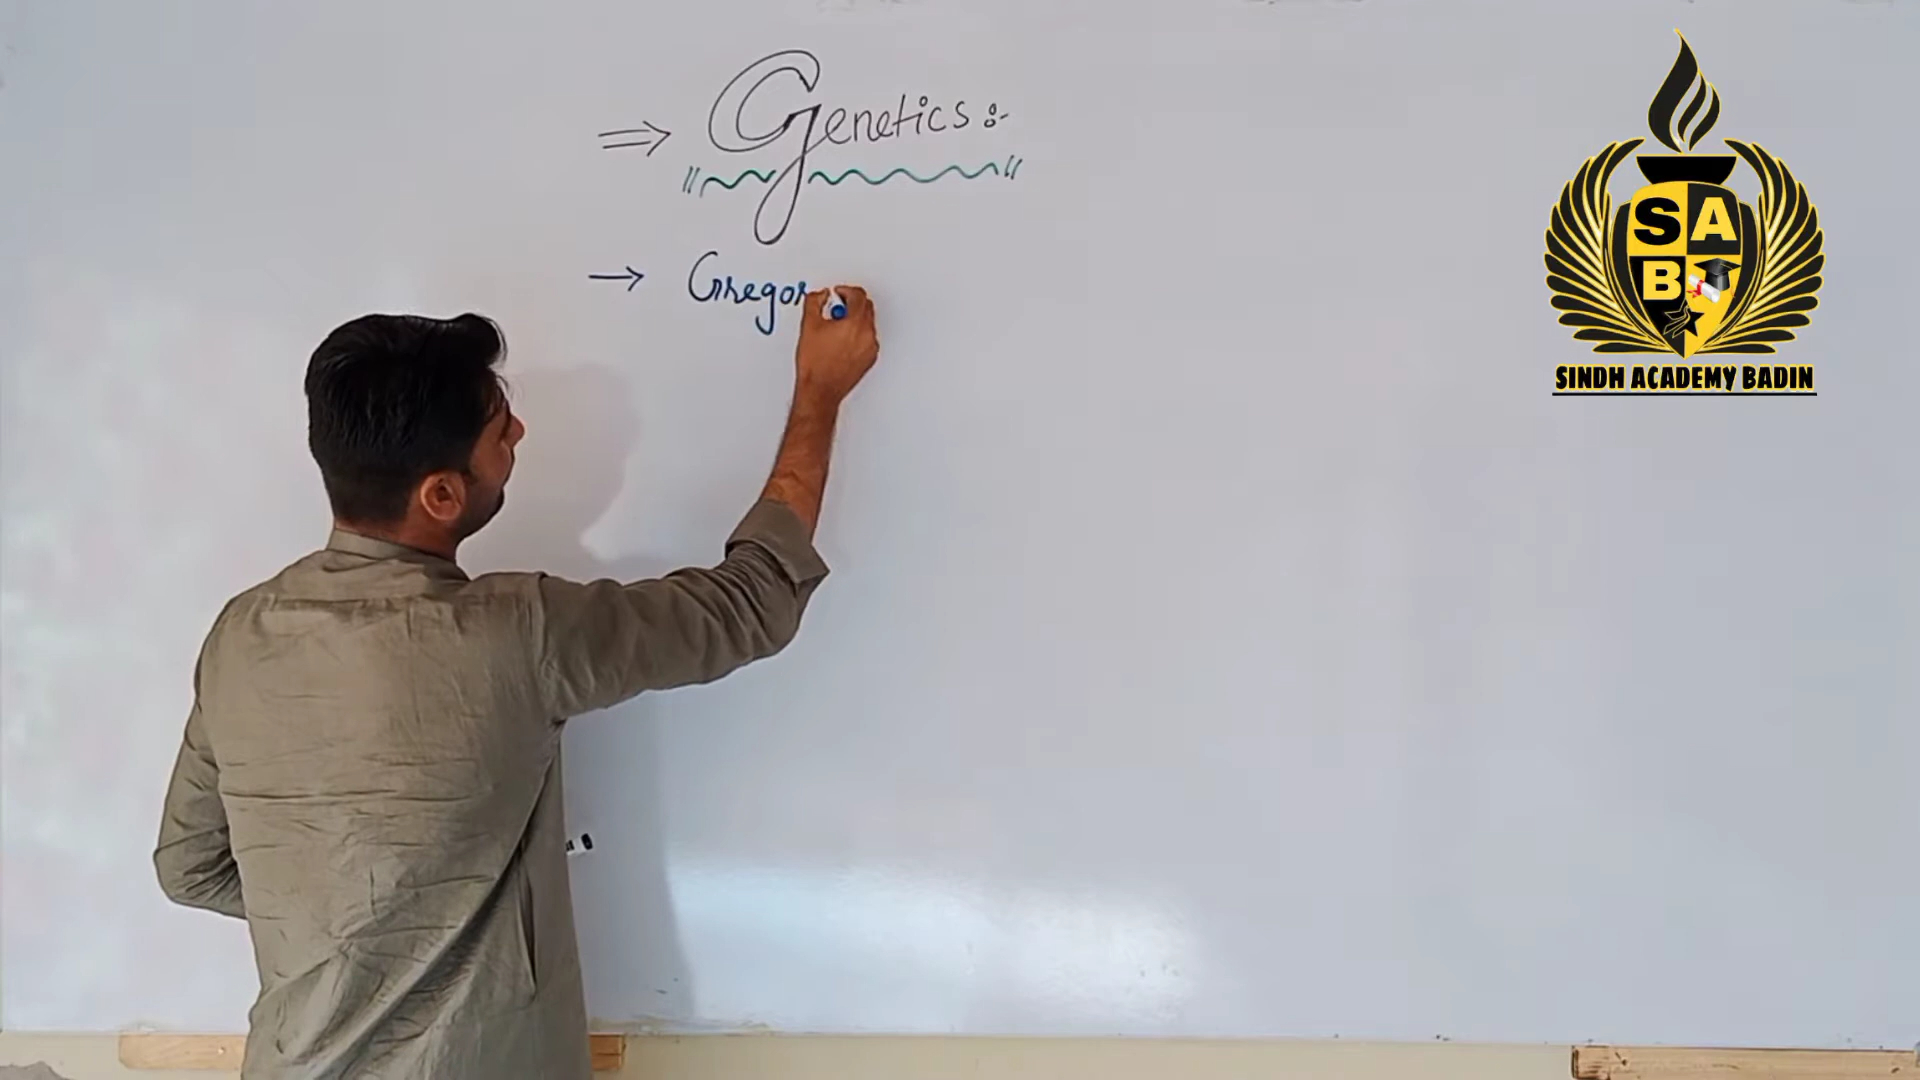 ⇒ Genetics :-
→ Gregor
SAB
SINDH ACADEMY BADIN